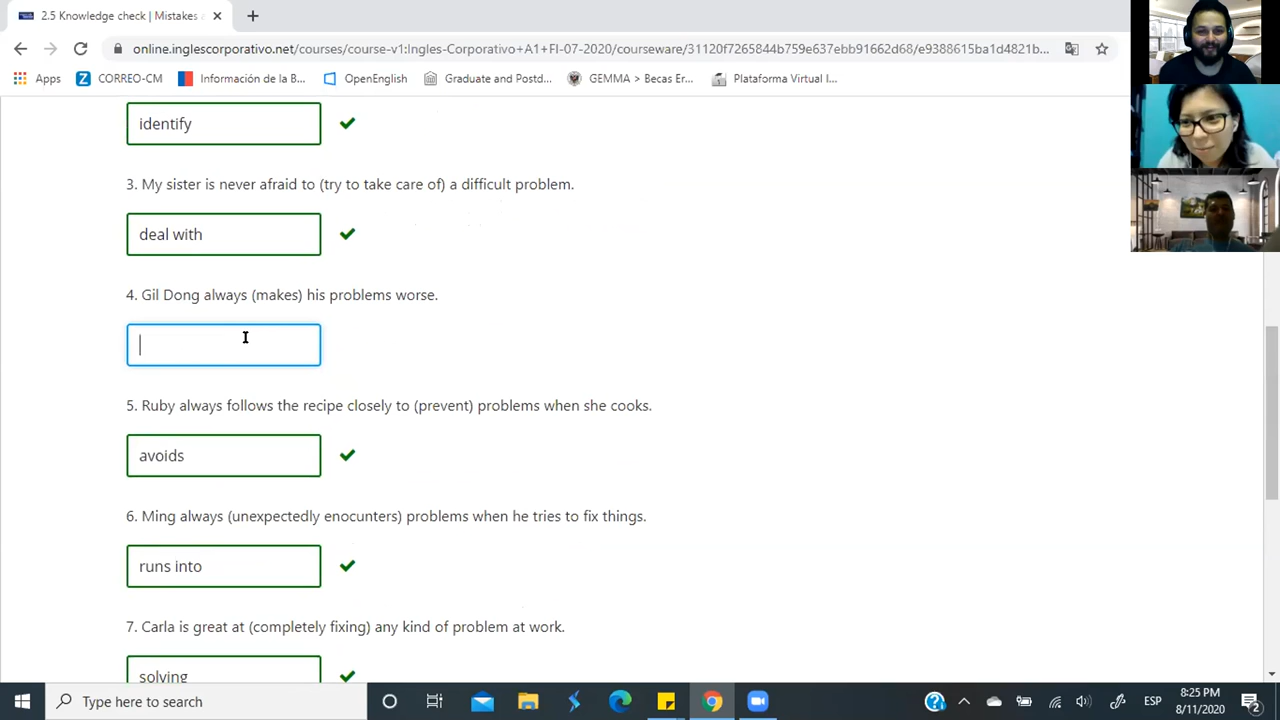 2.5 Knowledge check | Mistakes a
online.inglescorporativo.net/courses/course-v1:Ingles-Corporativo+A1+FI-07-2020/courseware/31120f7265844b759e637ebb91662d68/e9388615ba1d4821b...
Apps CORREO-CM Información de la B... OpenEnglish Graduate and Postd... GEMMA > Becas Er... Plataforma Virtual I...
identify
3. My sister is never afraid to (try to take care of) a difficult problem.
deal with
4. Gil Dong always (makes) his problems worse.
5. Ruby always follows the recipe closely to (prevent) problems when she cooks.
avoids
6. Ming always (unexpectedly enocunters) problems when he tries to fix things.
runs into
7. Carla is great at (completely fixing) any kind of problem at work.
solving
Type here to search
ESP
8:25 PM
8/11/2020
2